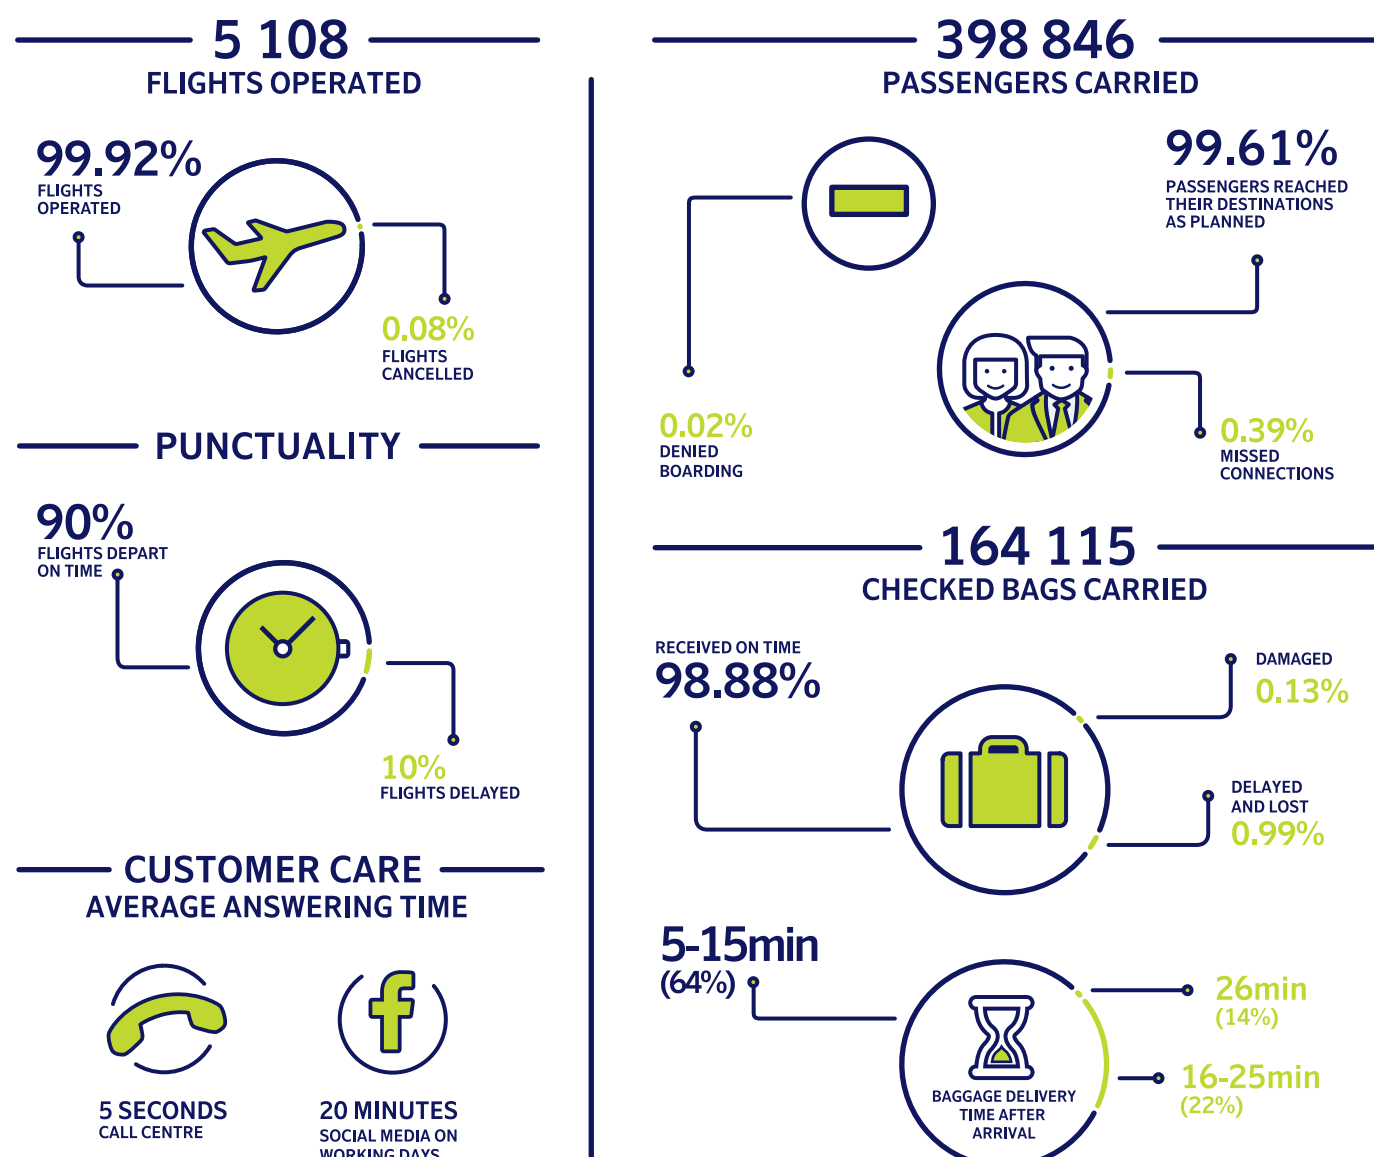 5 108
FLIGHTS OPERATED
99.92%
FLIGHTS
OPERATED
0.08%
FLIGHTS
CANCELLED
PUNCTUALITY
90%
FLIGHTS DEPART
ON TIME
10%
FLIGHTS DELAYED
CUSTOMER CARE
AVERAGE ANSWERING TIME
5 SECONDS
CALL CENTRE
20 MINUTES
SOCIAL MEDIA ON
WORKING DAYS
398 846
PASSENGERS CARRIED
99.61%
PASSENGERS REACHED
THEIR DESTINATIONS
AS PLANNED
0.02%
DENIED
BOARDING
0.39%
MISSED
CONNECTIONS
164 115
CHECKED BAGS CARRIED
RECEIVED ON TIME
98.88%
DAMAGED
0.13%
DELAYED
AND LOST
0.99%
5-15min
(64%)
26min
(14%)
16-25min
(22%)
BAGGAGE DELIVERY
TIME AFTER
ARRIVAL